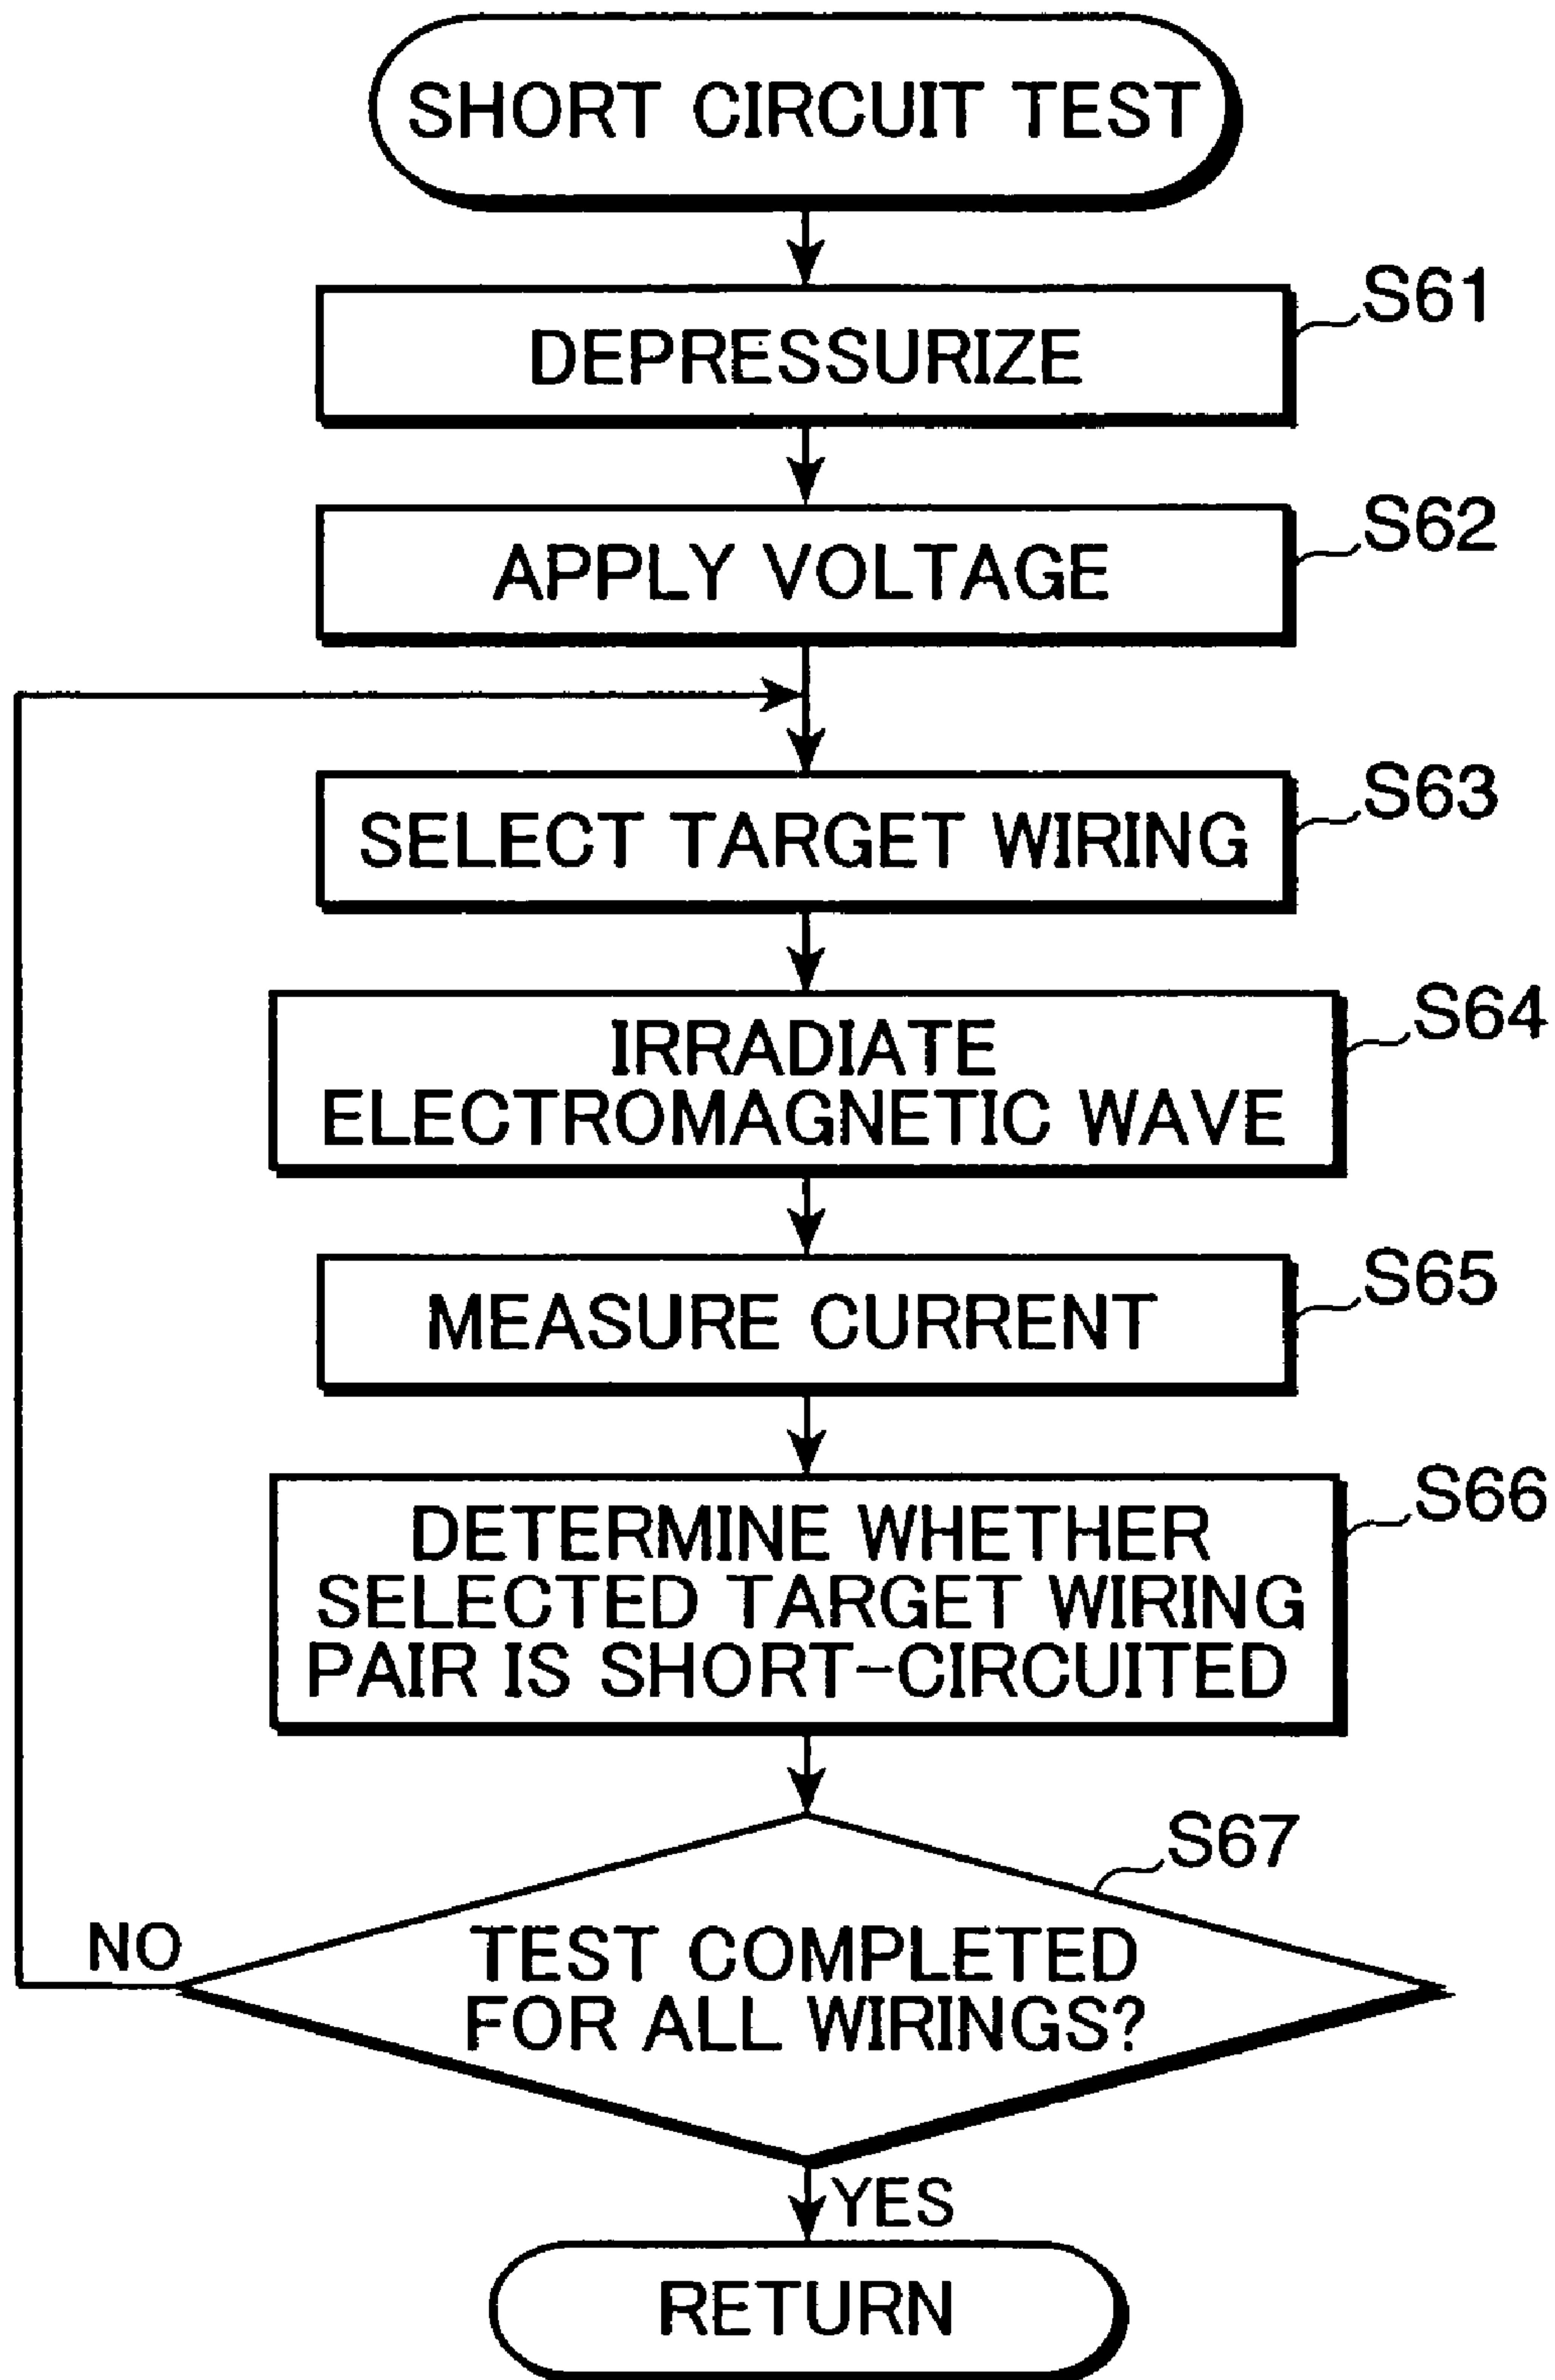 SHORT CIRCUIT TEST
S61
DEPRESSURIZE
S62
APPLY VOLTAGE
S63
SELECT TARGET WIRING
S64
IRRADIATE
ELECTROMAGNETIC WAVE
S65
MEASURE CURRENT
S66
DETERMINE WHETHER
SELECTED TARGET WIRING
PAIR IS SHORT-CIRCUITED
S67
TEST COMPLETED
FOR ALL WIRINGS?
NO
YES
RETURN